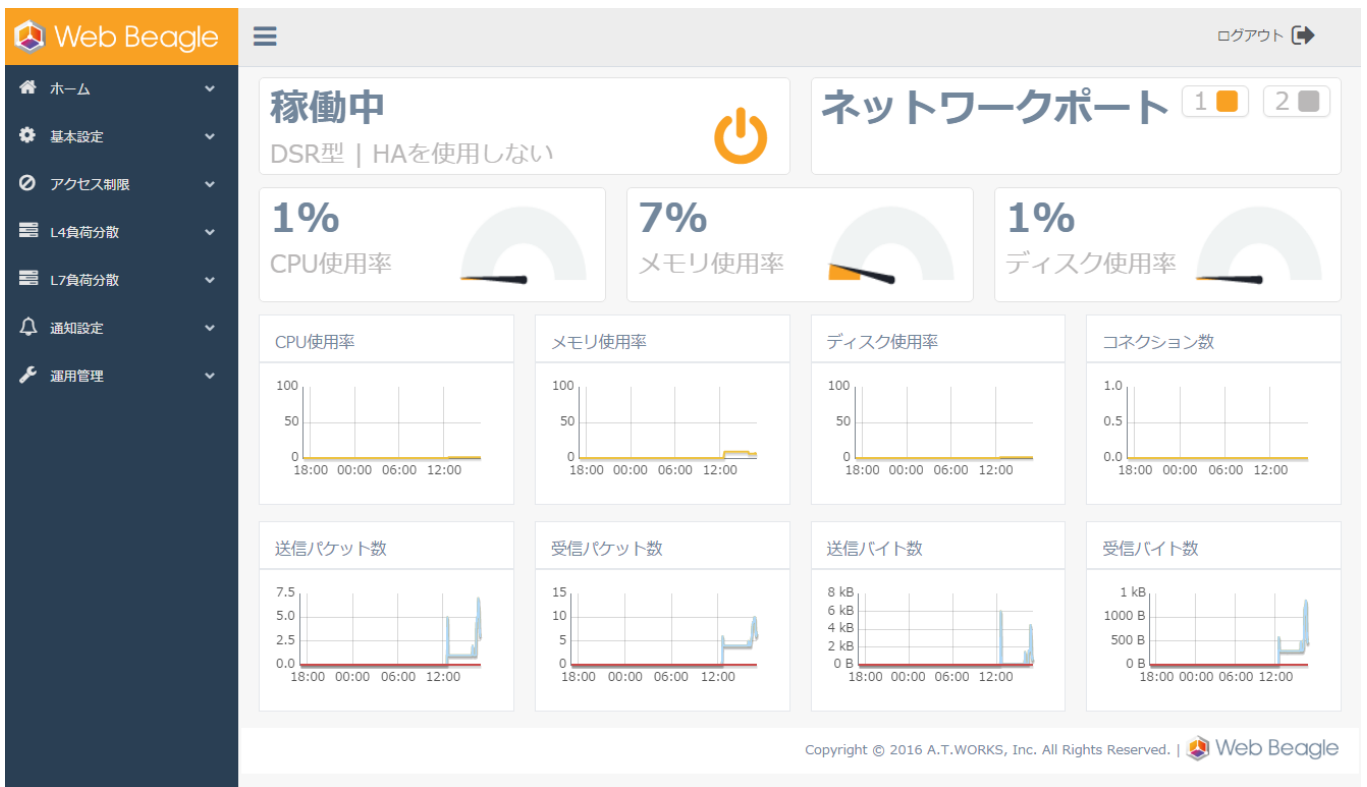 Web Beagle
ログアウト
ホーム
基本設定
アクセス制限
L4負荷分散
L7負荷分散
通知設定
運用管理
稼働中
DSR型 | HAを使用しない
ネットワークポート 1 2
1%
CPU使用率
7%
メモリ使用率
1%
ディスク使用率
CPU使用率
100
50
0
18:00 00:00 06:00 12:00
メモリ使用率
100
50
0
18:00 00:00 06:00 12:00
ディスク使用率
100
50
0
18:00 00:00 06:00 12:00
コネクション数
1.0
0.5
0.0
18:00 00:00 06:00 12:00
送信パケット数
7.5
5.0
2.5
0.0
18:00 00:00 06:00 12:00
受信パケット数
15
10
5
0
18:00 00:00 06:00 12:00
送信バイト数
8 kB
6 kB
4 kB
2 kB
0 B
18:00 00:00 06:00 12:00
受信バイト数
1 kB
1000 B
500 B
0 B
18:00 00:00 06:00 12:00
Copyright © 2016 A.T.WORKS, Inc. All Rights Reserved. | Web Beagle